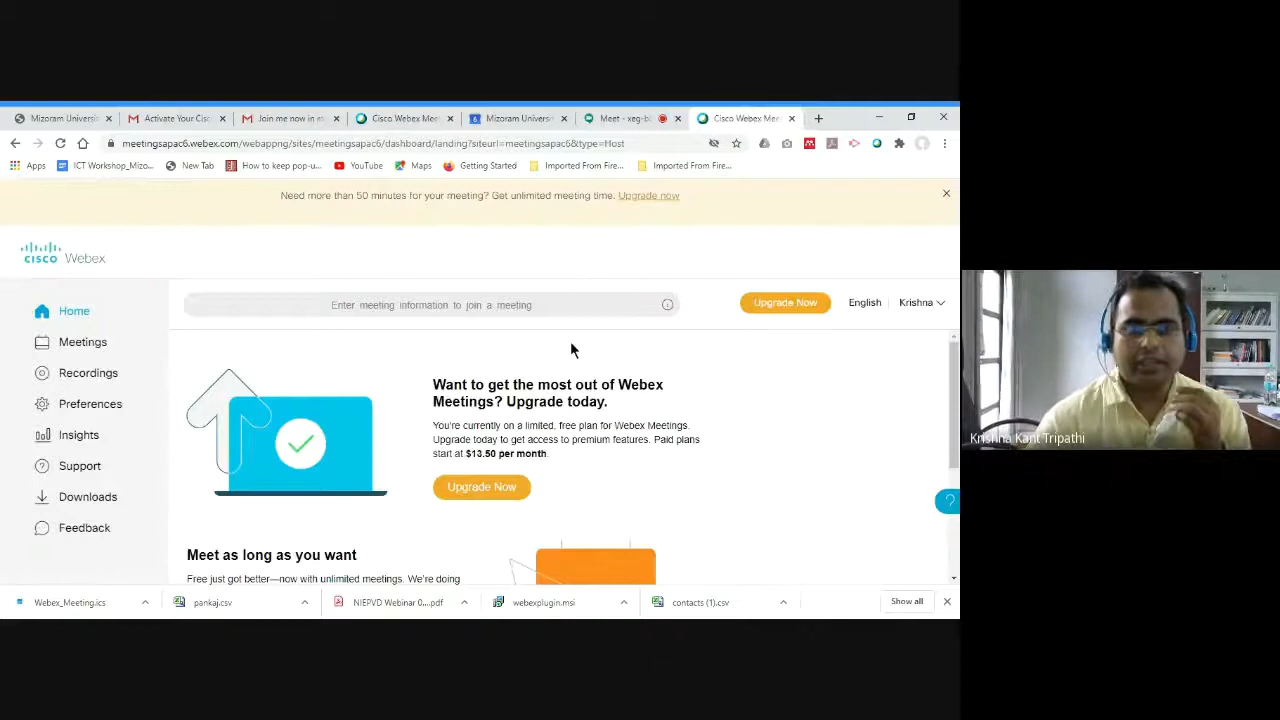 Mizoram Universi
Activate Your Cisc
Join me now in m
Cisco Webex Mee
Mizoram Universi
Meet - xeg-b
Cisco Webex Mee
meetingsapac6.webex.com/webappng/sites/meetingsapac6/dashboard/landing?siteurl=meetingsapac6&type=Host
Apps
ICT Workshop_Mizo...
New Tab
How to keep pop-u...
YouTube
Maps
Getting Started
Imported From Fire...
Imported From Fire...
Need more than 50 minutes for your meeting? Get unlimited meeting time. Upgrade now
CISCO Webex
Enter meeting information to join a meeting
Upgrade Now
English
Krishna
Home
Meetings
Recordings
Preferences
Insights
Support
Downloads
Feedback
Want to get the most out of Webex
Meetings? Upgrade today.
You're currently on a limited, free plan for Webex Meetings.
Upgrade today to get access to premium features. Paid plans
start at $13.50 per month.
Upgrade Now
?
Meet as long as you want
Free just got better—now with unlimited meetings. We're doing
Krishna Kant Tripathi
Webex_Meeting.ics
pankaj.csv
NIEPVD Webinar 0....pdf
webexplugin.msi
contacts (1).csv
Show all